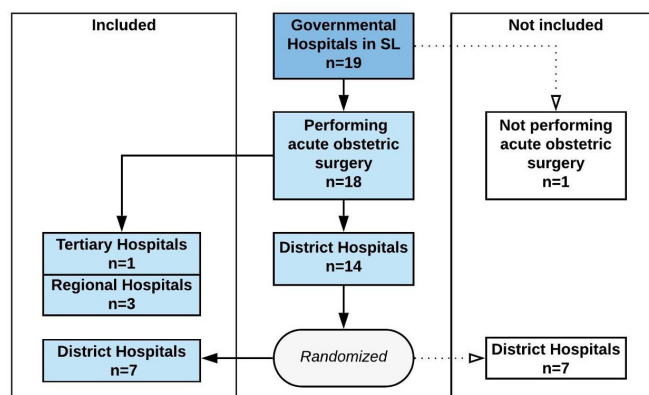 Included
Governmental
Hospitals in SL
n=19
Not included
Performing
acute obstetric
surgery
n=18
Not performing
acute obstetric
surgery
n=1
Tertiary Hospitals
n=1
Regional Hospitals
n=3
District Hospitals
n=14
District Hospitals
n=7
Randomized
District Hospitals
n=7